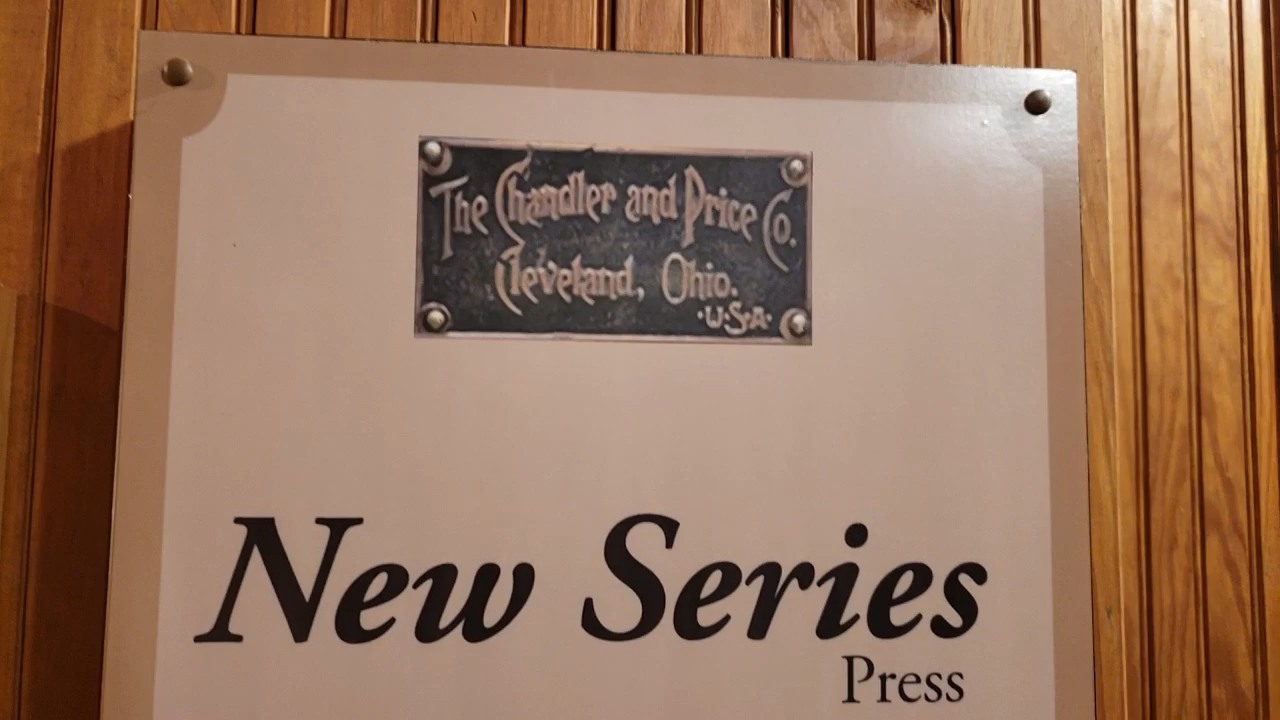 The Chandler and Price Co.
Cleveland, Ohio.
·U·S·A·
New Series
Press